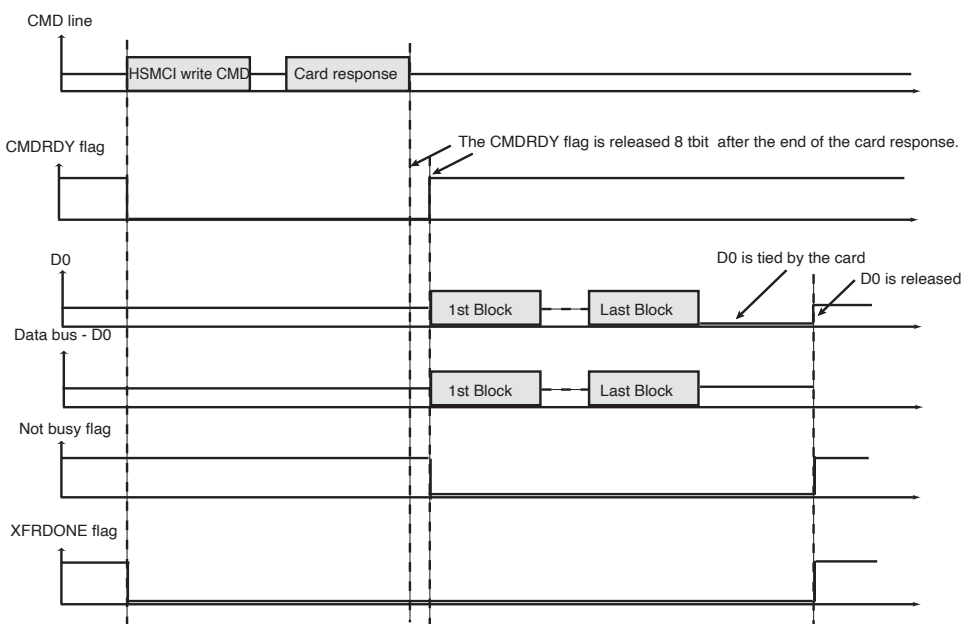 CMD line
HSMCI write CMD
Card response
CMDRDY flag
The CMDRDY flag is released 8 tbit after the end of the card response.
D0
D0 is tied by the card
D0 is released
1st Block
Last Block
Data bus - D0
1st Block
Last Block
Not busy flag
XFRDONE flag